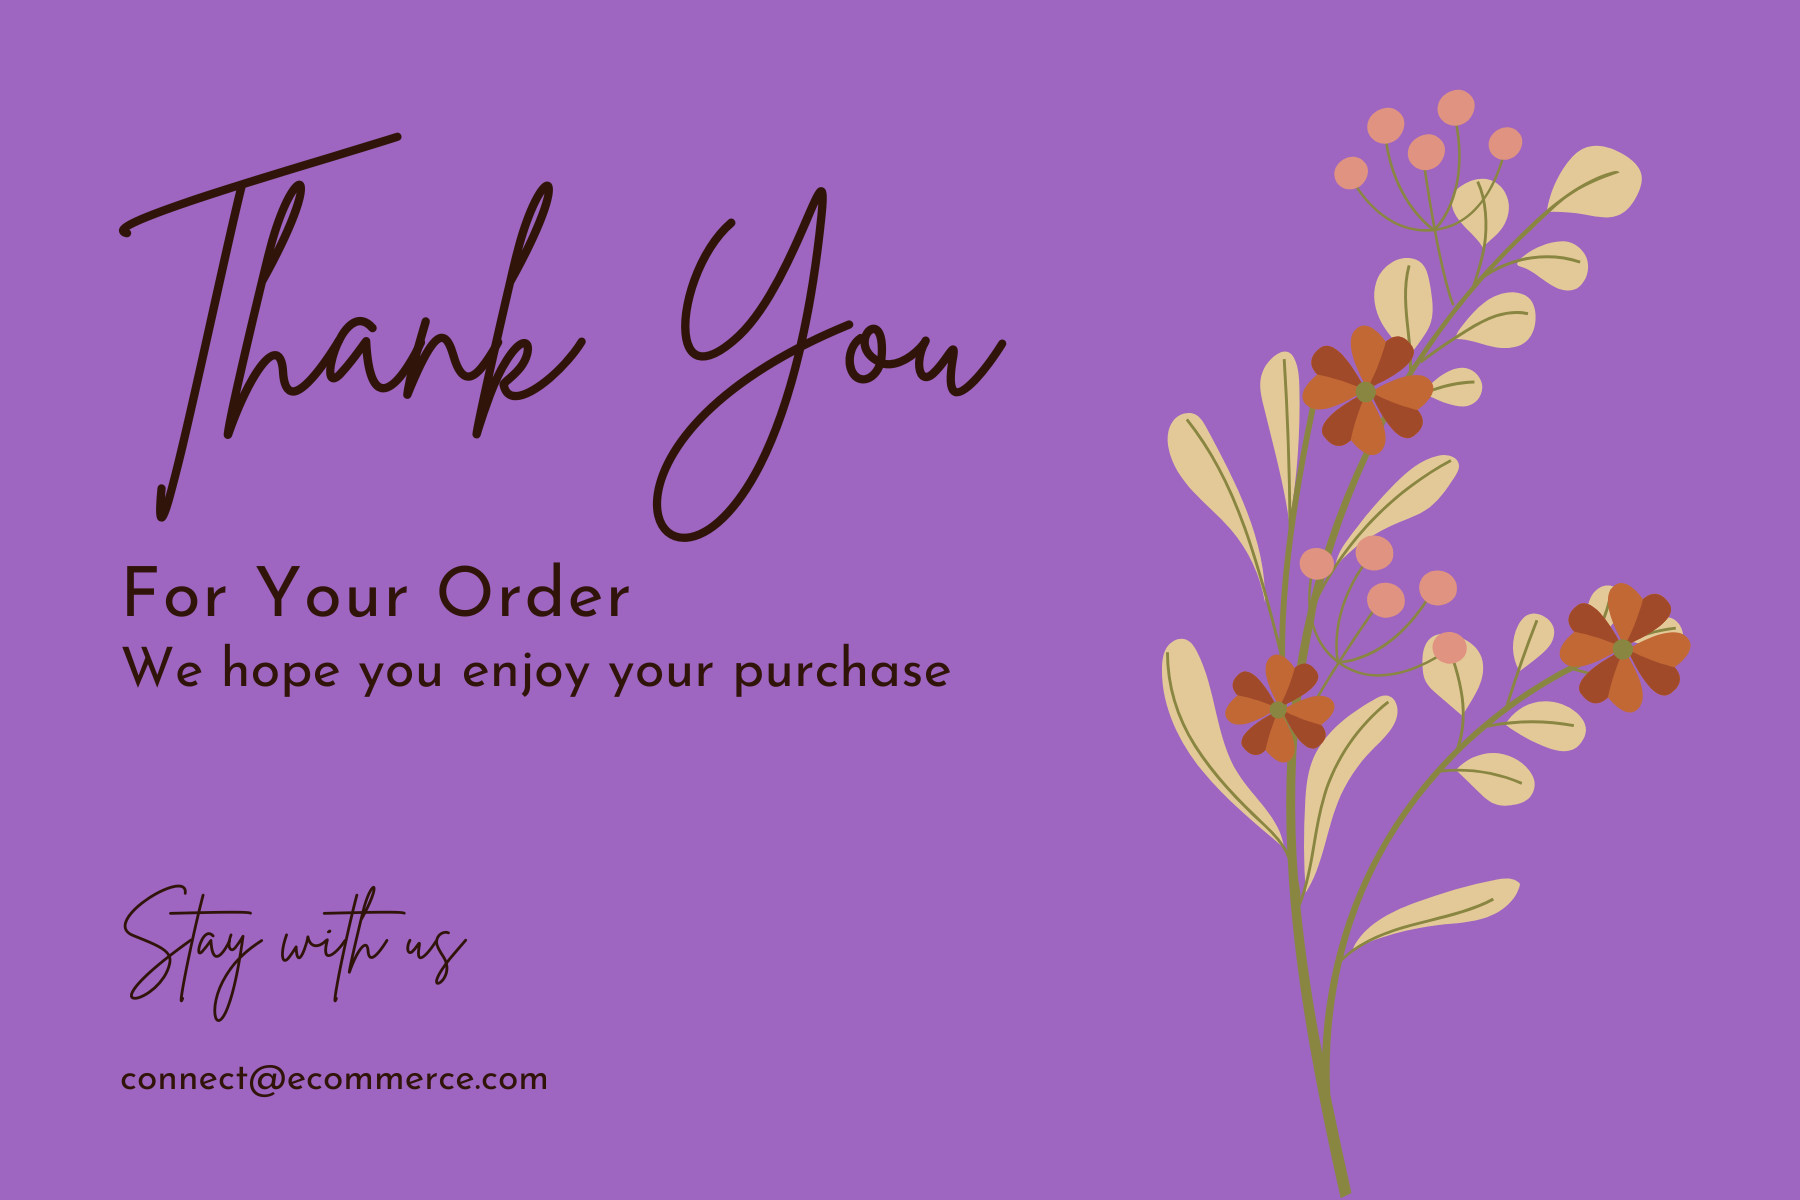 Thank You
For Your Order
We hope you enjoy your purchase
Stay with us
connect@ecommerce.com